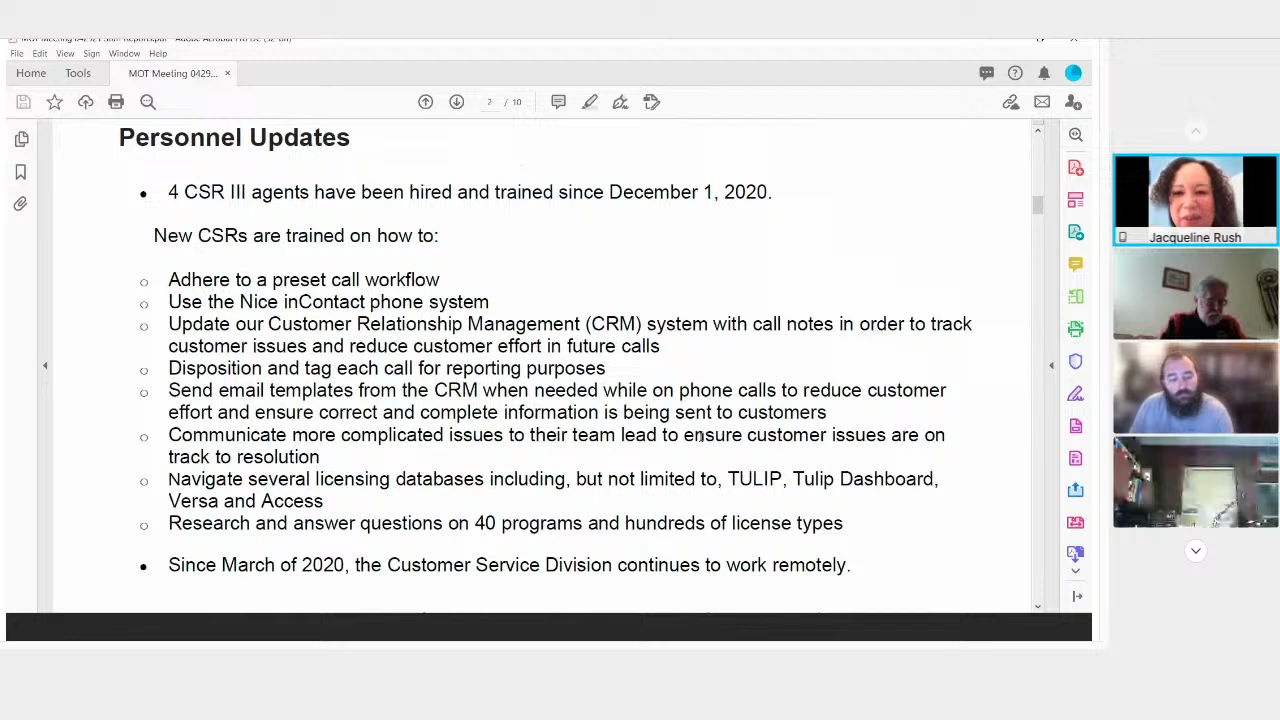 File Edit View Sign Window Help
Home Tools MOT Meeting 0429... ×
2 / 10
Personnel Updates
• 4 CSR III agents have been hired and trained since December 1, 2020.
New CSRs are trained on how to:
○ Adhere to a preset call workflow
○ Use the Nice inContact phone system
○ Update our Customer Relationship Management (CRM) system with call notes in order to track
customer issues and reduce customer effort in future calls
○ Disposition and tag each call for reporting purposes
○ Send email templates from the CRM when needed while on phone calls to reduce customer
effort and ensure correct and complete information is being sent to customers
○ Communicate more complicated issues to their team lead to ensure customer issues are on
track to resolution
○ Navigate several licensing databases including, but not limited to, TULIP, Tulip Dashboard,
Versa and Access
○ Research and answer questions on 40 programs and hundreds of license types
• Since March of 2020, the Customer Service Division continues to work remotely.
Jacqueline Rush